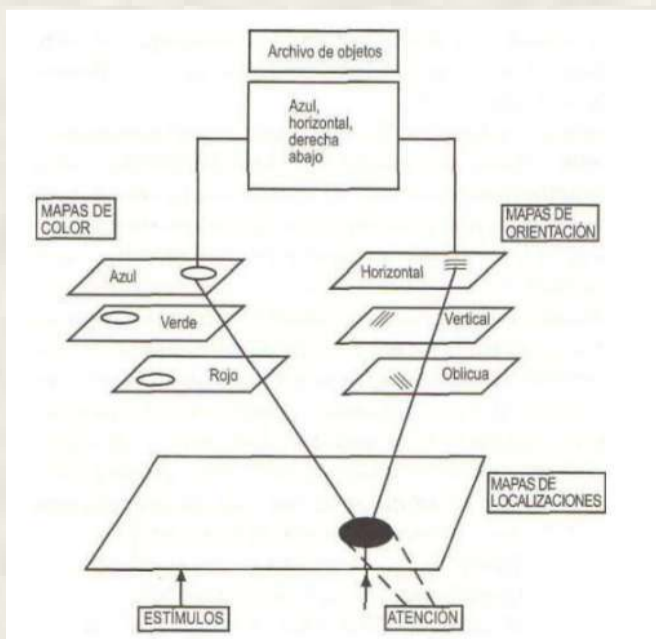 Archivo de objetos
Azul,
horizontal,
derecha
abajo
MAPAS DE
COLOR
MAPAS DE
ORIENTACIÓN
Azul
Horizontal
Verde
Vertical
Rojo
Oblicua
MAPAS DE
LOCALIZACIONES
ESTÍMULOS
ATENCIÓN